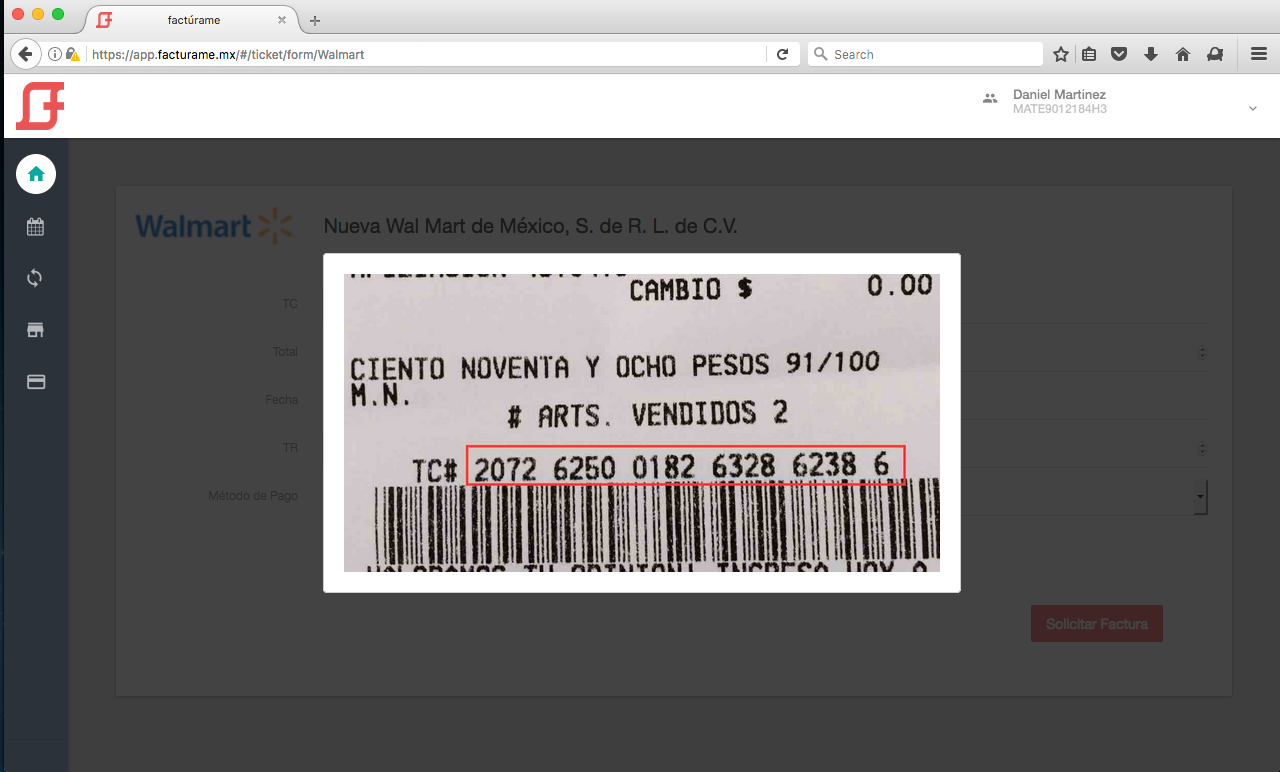 factúrame
https://app.facturame.mx/#/ticket/form/Walmart
Search
Daniel Martinez
MATE9012184H3
Walmart
Nueva Wal Mart de México, S. de R. L. de C.V.
TC
Total
Fecha
TR
Método de Pago
CAMBIO $ 0.00
CIENTO NOVENTA Y OCHO PESOS 91/100
M.N.
# ARTS. VENDIDOS 2
TC# 2072 6250 0182 6328 6238 6
Solicitar Factura